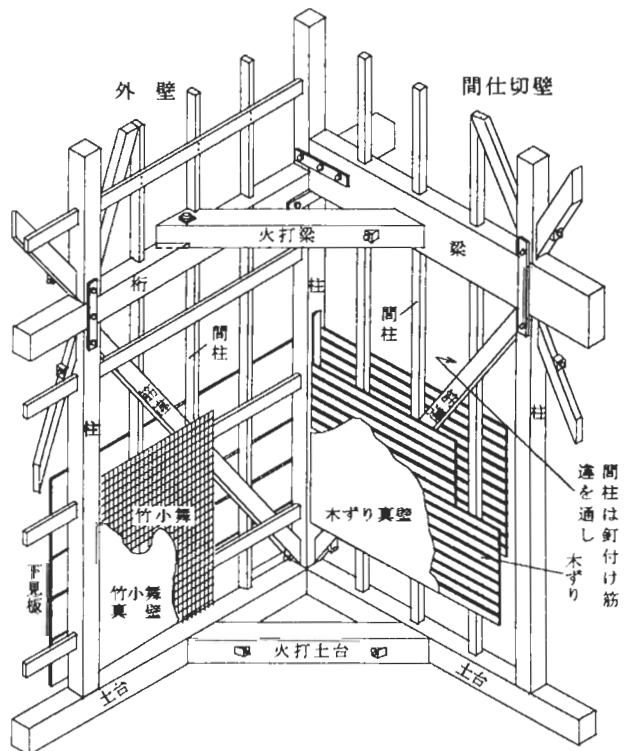 外壁
間仕切壁
火打梁
梁
桁
柱
間柱
間柱
筋違
筋違
柱
柱
竹小舞
木ずり真壁
竹小舞
真壁
下見板
間柱は釘付け筋
違を通し
木ずり
火打土台
土台
土台